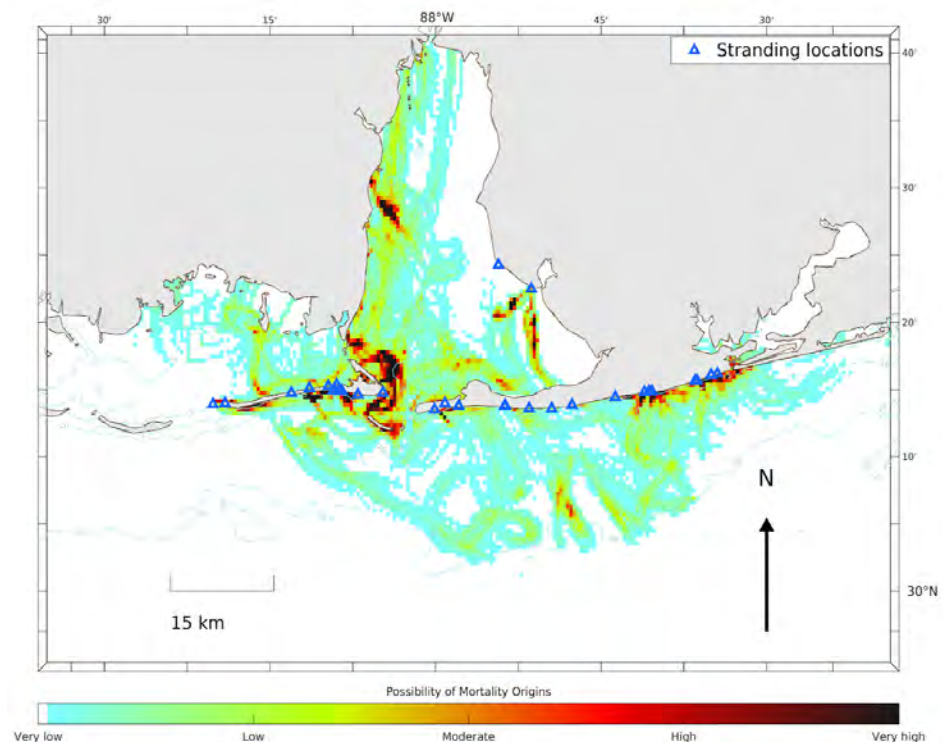 30' 15' 88°W 45' 30'
Stranding locations
40'
30'
20'
10'
N
30°N
15 km
Possibility of Mortality Origins
Very low Low Moderate High Very high